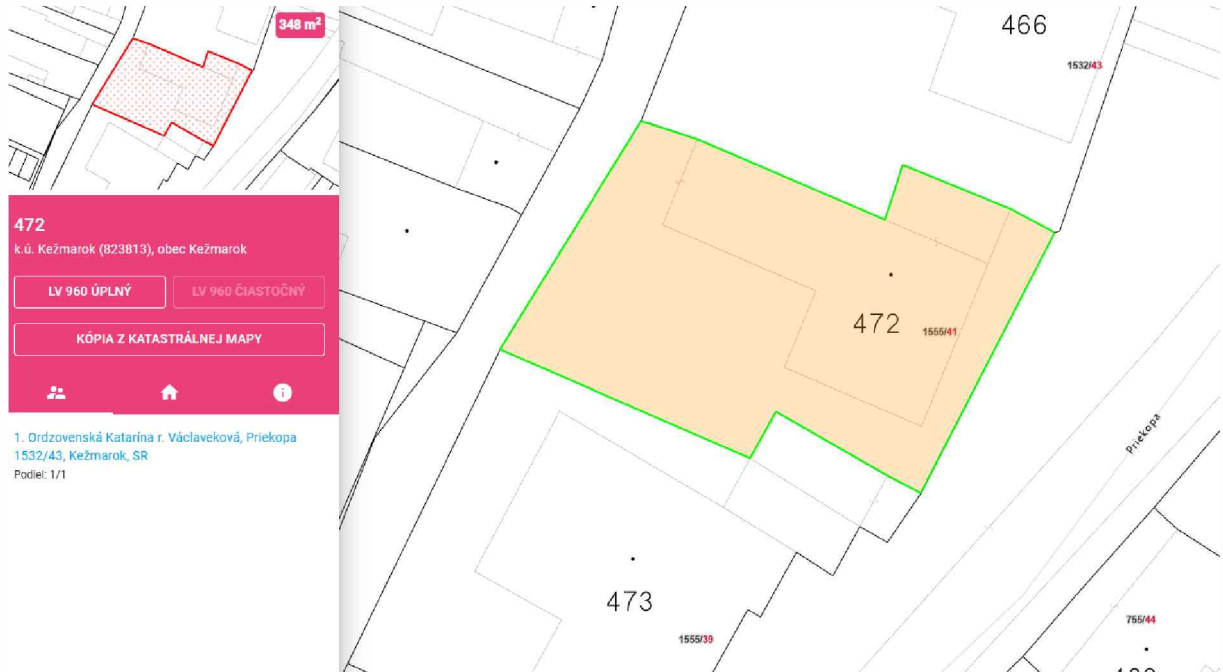 348 m²
472
k.ú. Kežmarok (823813), obec Kežmarok
LV 960 ÚPLNÝ
LV 960 ČIASTOČNÝ
KÓPIA Z KATASTRÁLNEJ MAPY
1. Ordzovenská Katarína r. Václaveková, Priekopa
1532/43, Kežmarok, SR
Podiel: 1/1
466
1532/43
472
1555/41
Priekopa
473
1555/39
755/44